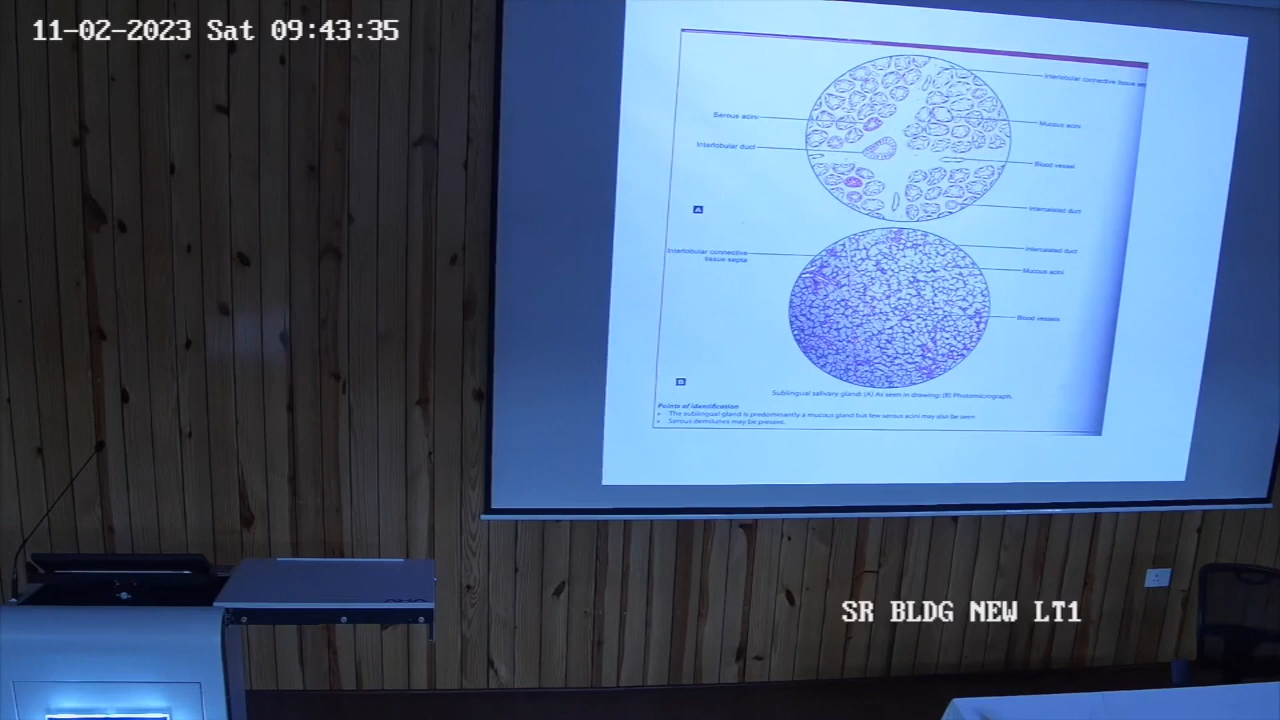 11-02-2023 Sat 09:43:35
Interlobular connective tissue
Serous acini
Mucous acini
Interlobular duct
Blood vessel
Intercalated duct
A
Interlobular connective
tissue septa
Intercalated duct
Mucous acini
Blood vessels
B
Sublingual salivary gland: (A) As seen in drawing; (B) Photomicrograph.
Points of identification
• The sublingual gland is predominantly a mucous gland but few serous acini may also be seen
• Serous demilunes may be present.
SR BLDG NEW LT1